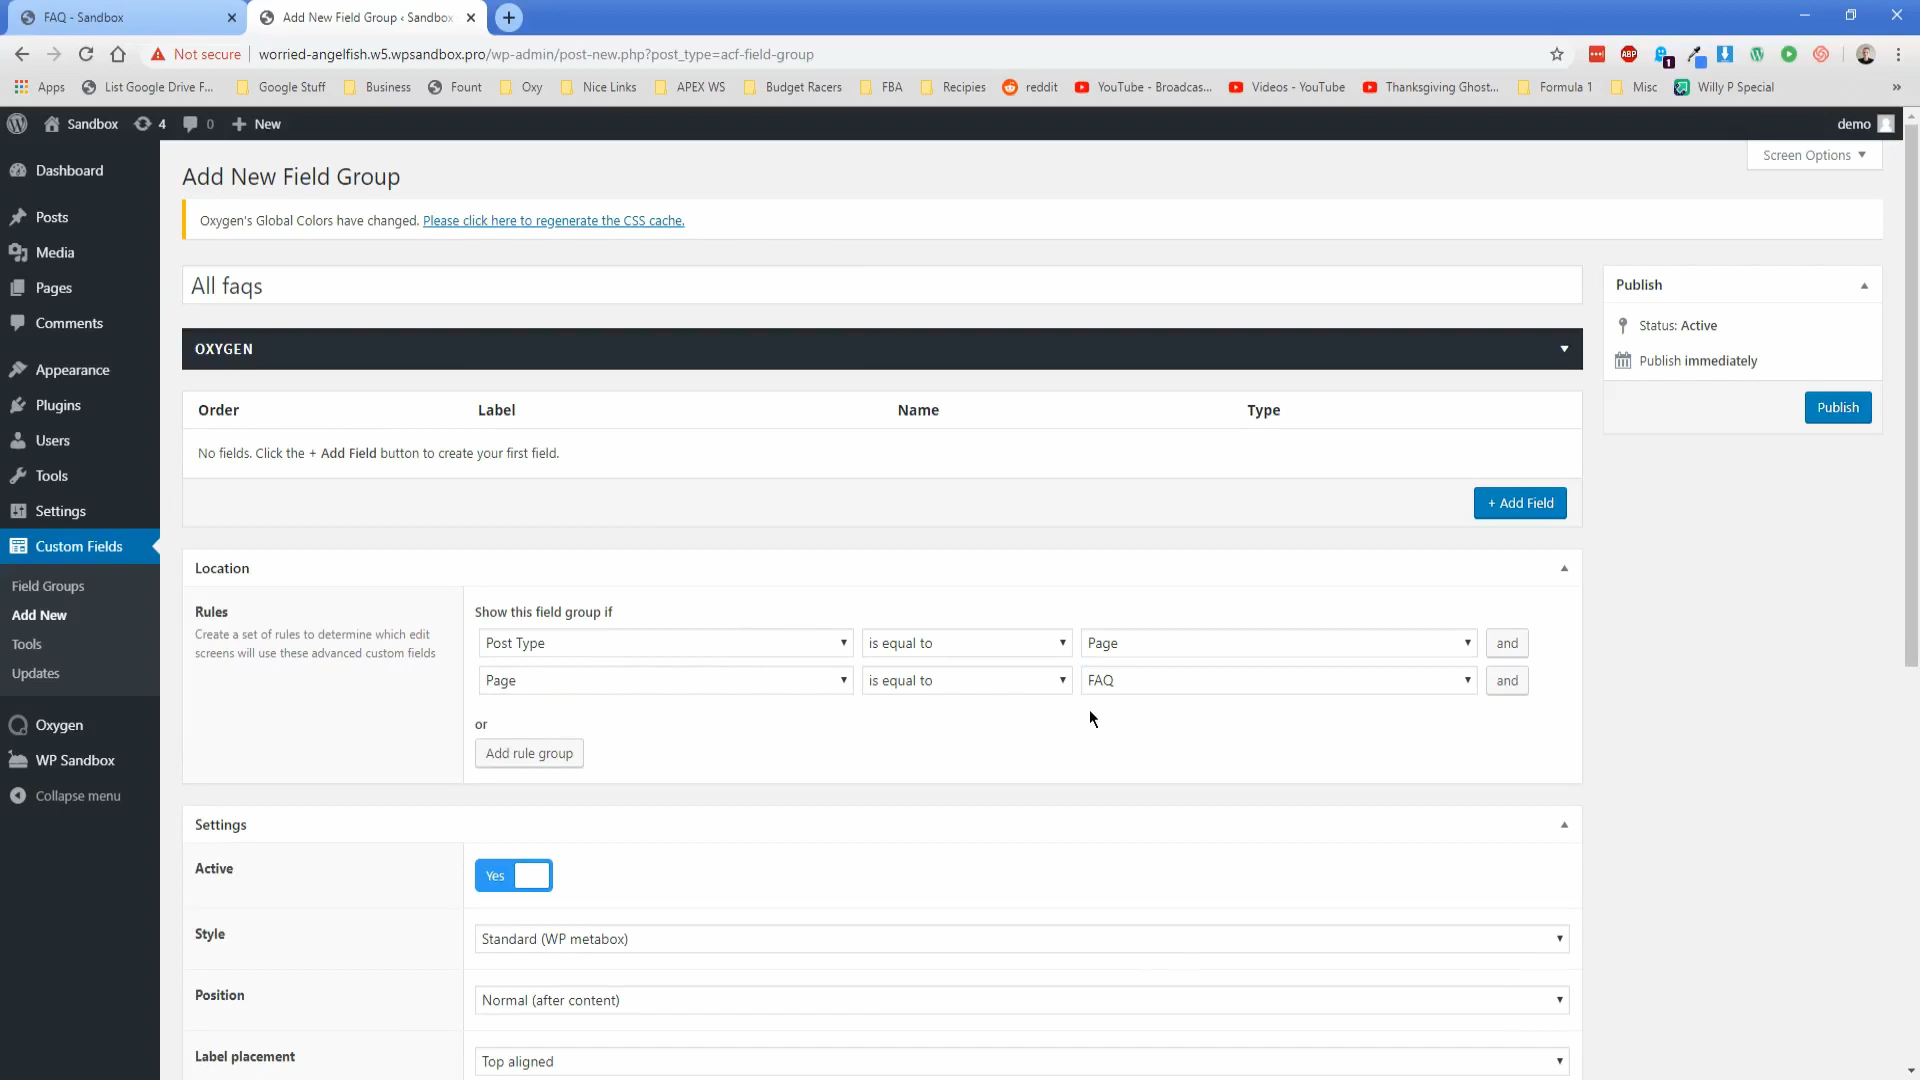 FAQ - Sandbox
Add New Field Group ‹ Sandbox
Not secure
worried-angelfish.w5.wpsandbox.pro/wp-admin/post-new.php?post_type=acf-field-group
ABP
1
Apps
List Google Drive F...
Google Stuff
Business
Fount
Oxy
Nice Links
APEX WS
Budget Racers
FBA
Recipies
reddit
YouTube - Broadcas...
Videos - YouTube
Thanksgiving Ghost...
Formula 1
Misc
Willy P Special
»
Sandbox
4
0
New
demo
Screen Options
Dashboard
Posts
Media
Pages
Comments
Appearance
Plugins
Users
Tools
Settings
Custom Fields
Field Groups
Add New
Tools
Updates
Oxygen
WP Sandbox
Collapse menu
Add New Field Group
Oxygen's Global Colors have changed. Please click here to regenerate the CSS cache.
All faqs
OXYGEN
Order
Label
Name
Type
No fields. Click the + Add Field button to create your first field.
+ Add Field
Location
Rules
Create a set of rules to determine which edit
screens will use these advanced custom fields
Show this field group if
Post Type
is equal to
Page
and
Page
is equal to
FAQ
and
or
Add rule group
Settings
Active
Yes
Style
Standard (WP metabox)
Position
Normal (after content)
Label placement
Top aligned
Publish
Status: Active
Publish immediately
Publish